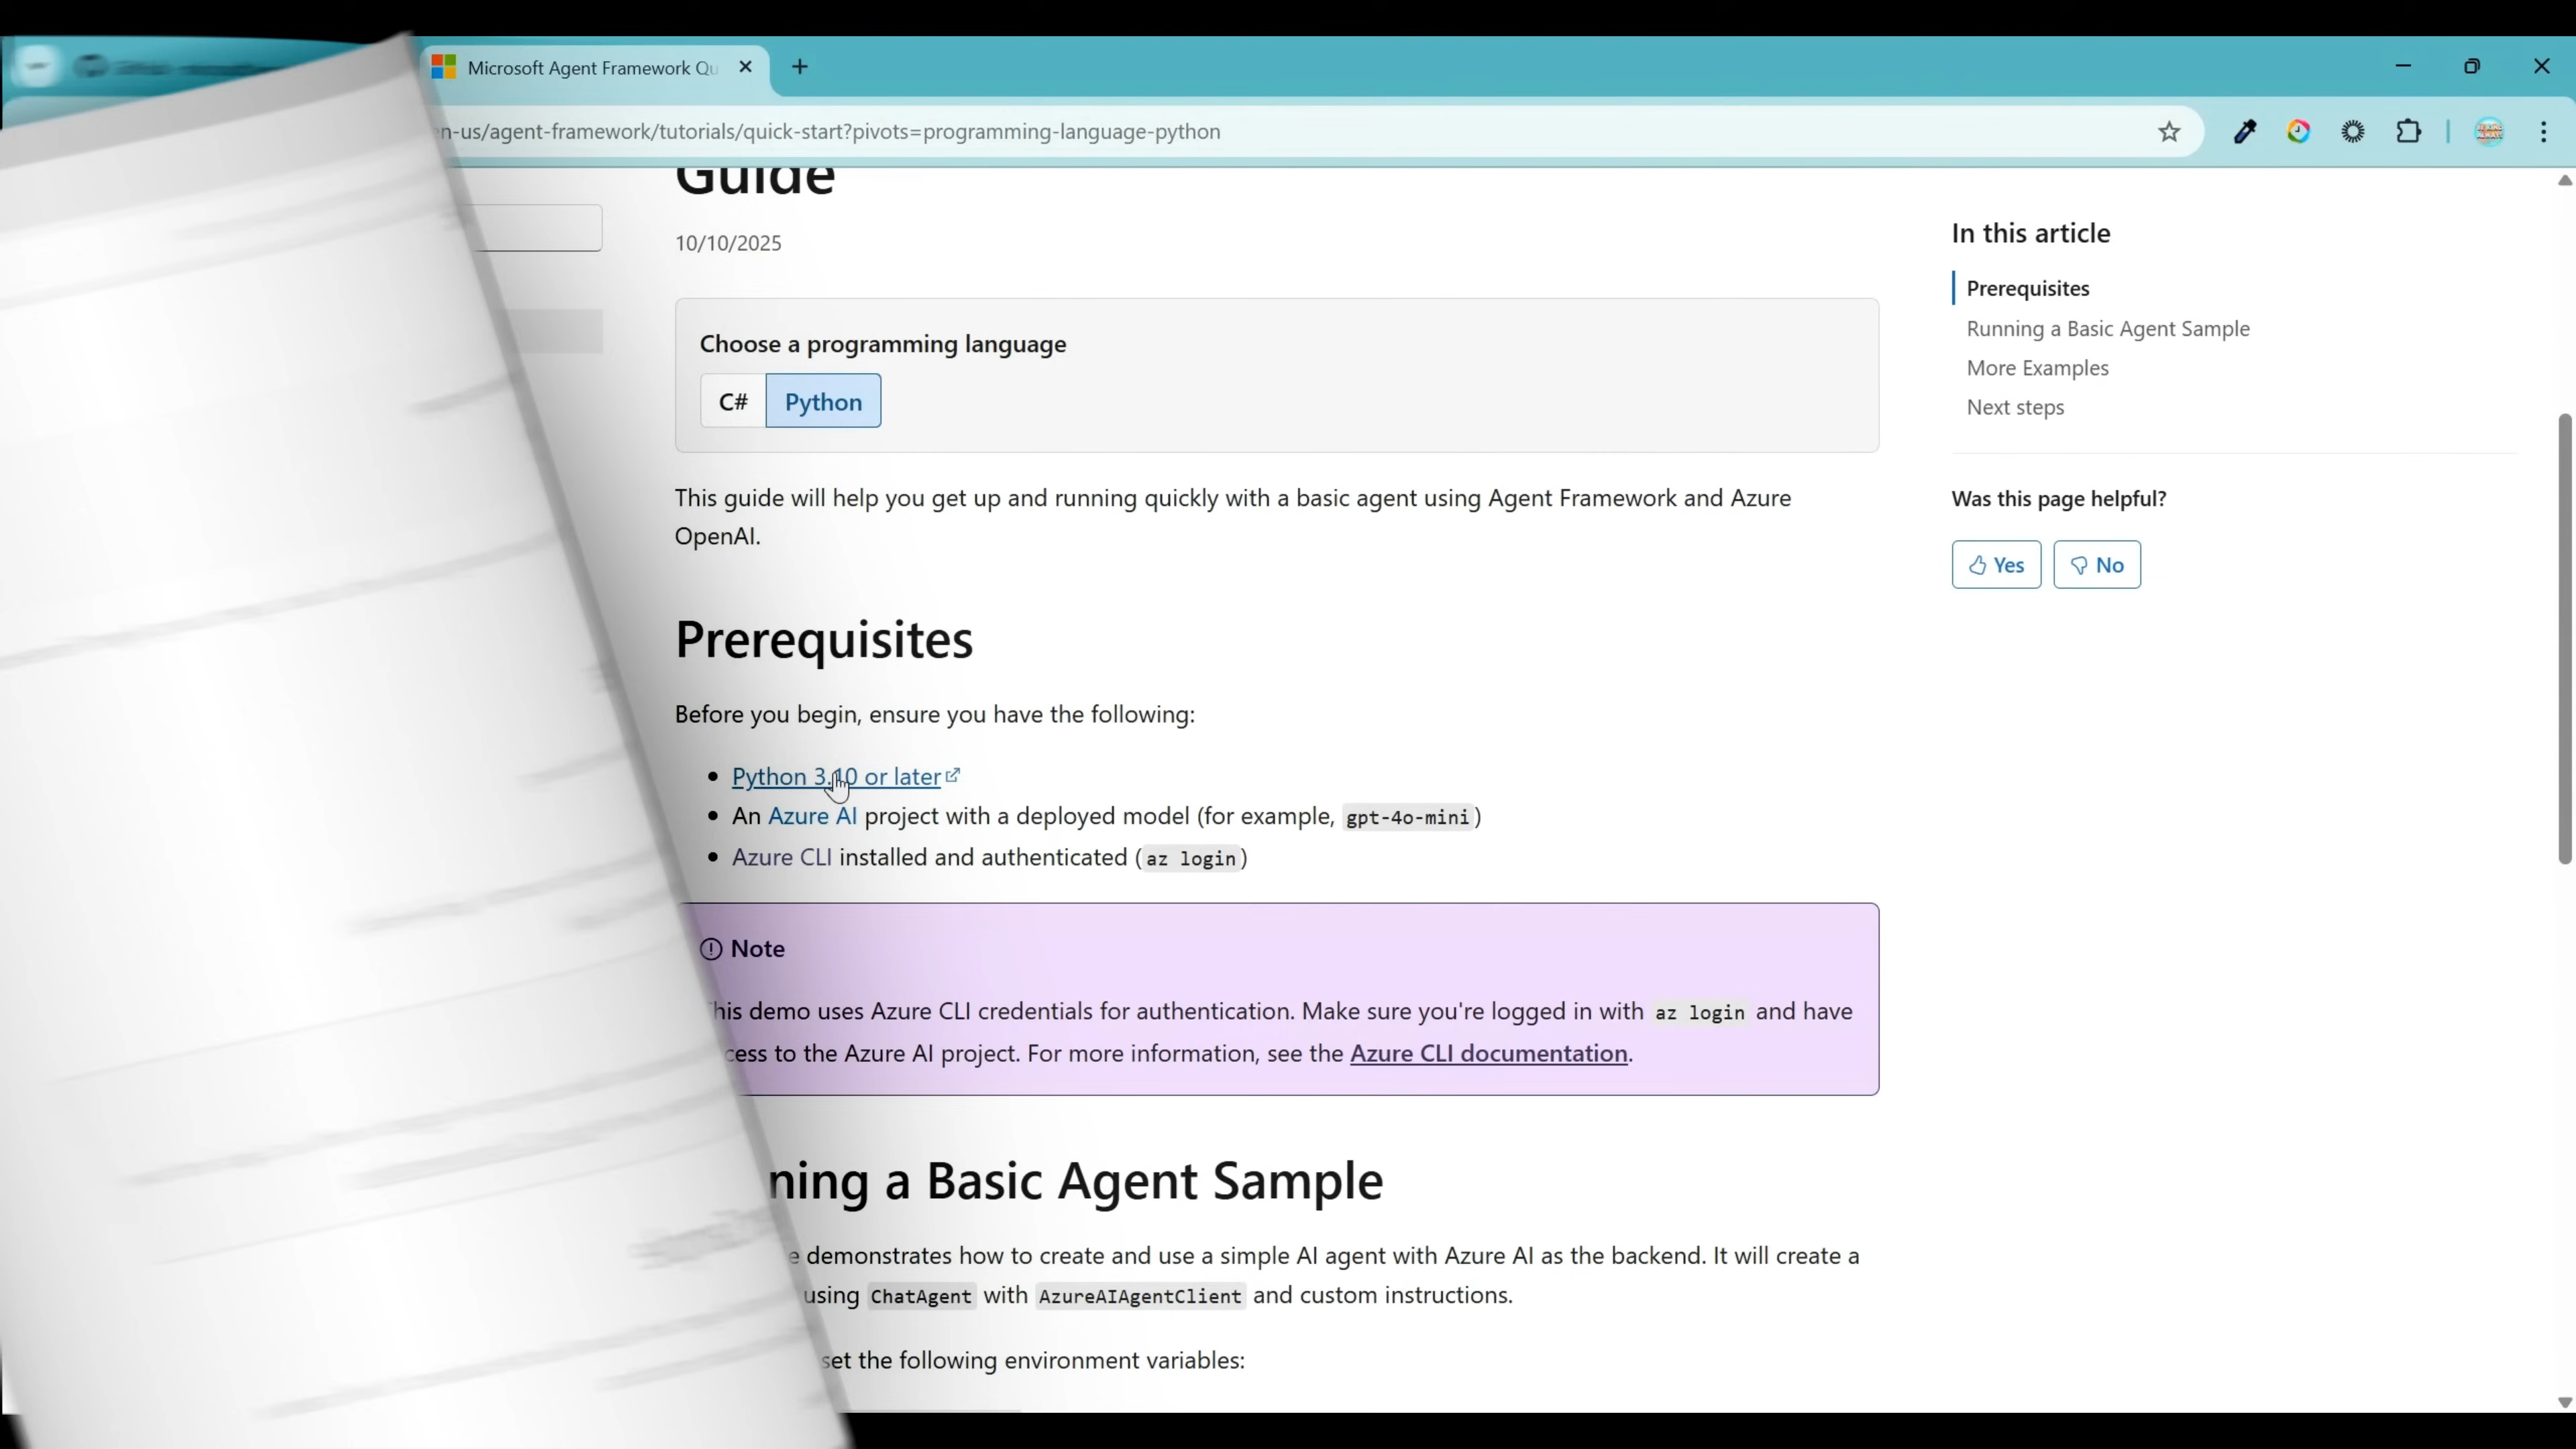 Microsoft Agent Framework Qu
n-us/agent-framework/tutorials/quick-start?pivots=programming-language-python
Guide
10/10/2025
Choose a programming language
C# Python
This guide will help you get up and running quickly with a basic agent using Agent Framework and Azure
OpenAI.
Prerequisites
Before you begin, ensure you have the following:
Python 3.10 or later
An Azure AI project with a deployed model (for example, gpt-4o-mini)
Azure CLI installed and authenticated (az login)
Note
his demo uses Azure CLI credentials for authentication. Make sure you're logged in with az login and have
cess to the Azure AI project. For more information, see the Azure CLI documentation.
ning a Basic Agent Sample
e demonstrates how to create and use a simple AI agent with Azure AI as the backend. It will create a
using ChatAgent with AzureAIAgentClient and custom instructions.
set the following environment variables:
In this article
Prerequisites
Running a Basic Agent Sample
More Examples
Next steps
Was this page helpful?
Yes No